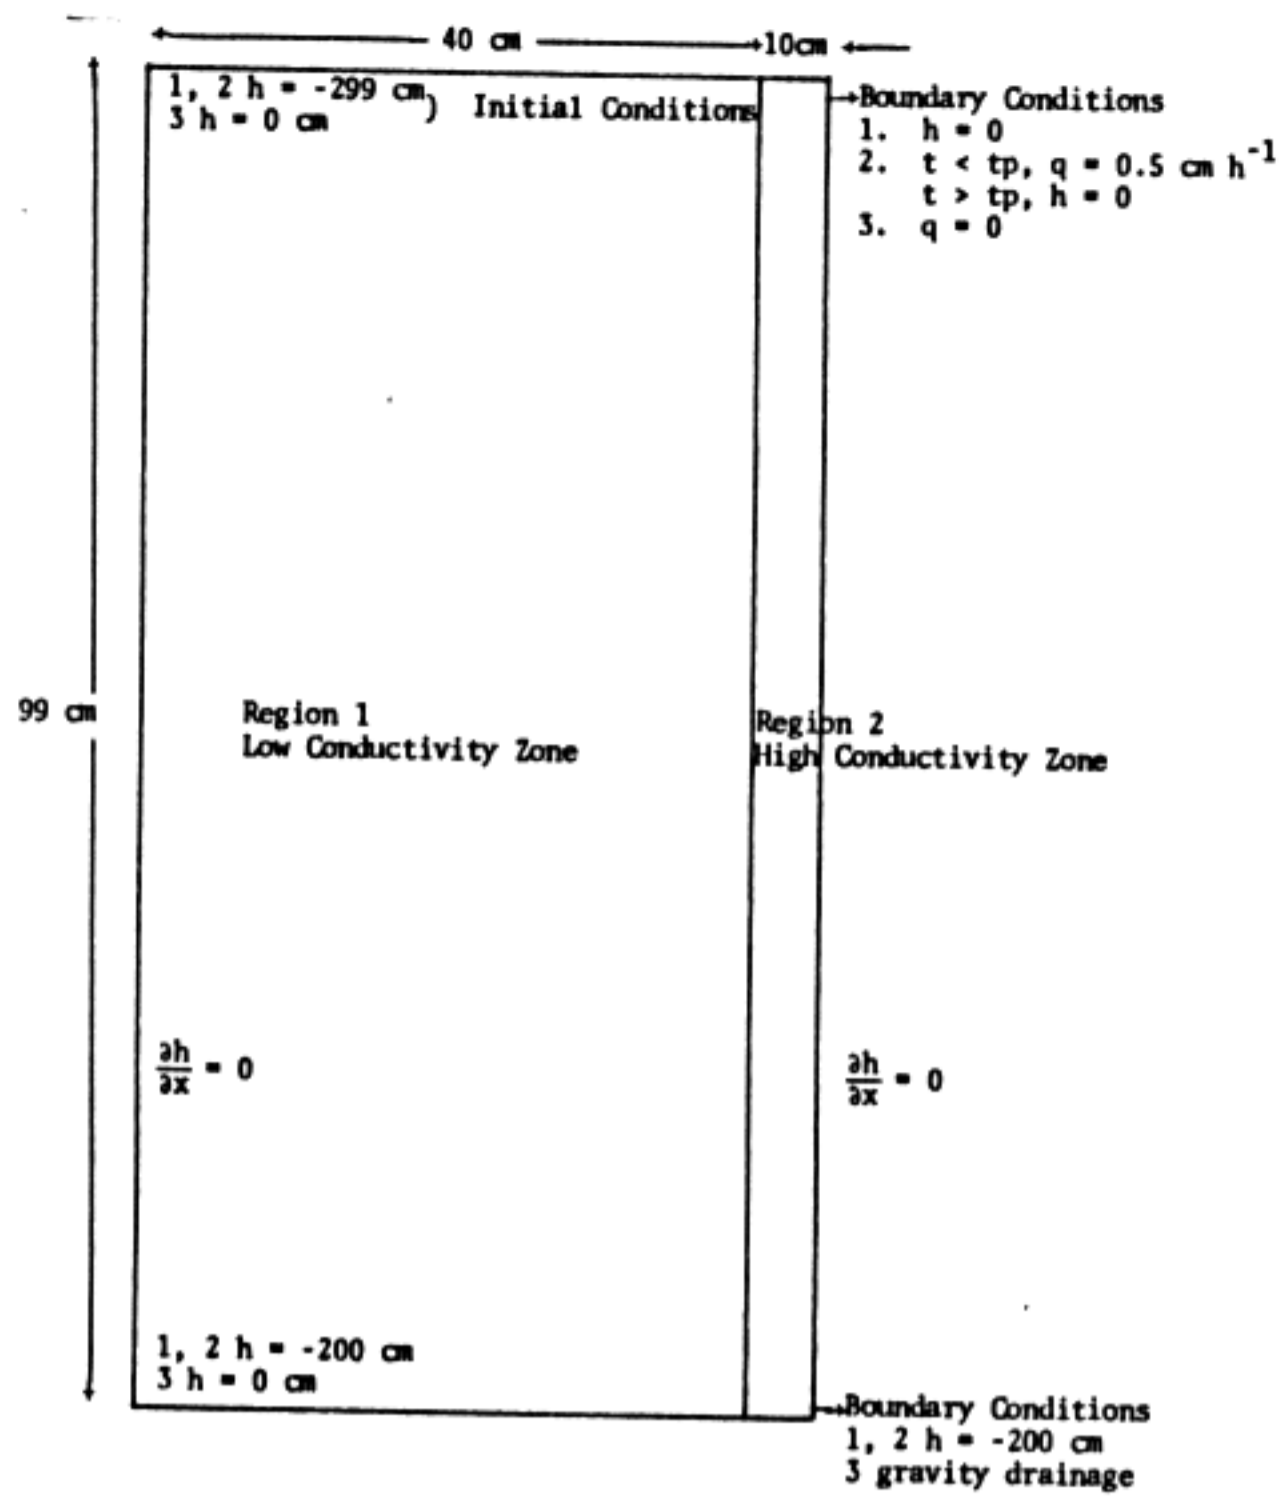 40 cm
10cm
1, 2 h = -299 cm
3 h = 0 cm
) Initial Conditions
Boundary Conditions
1. h = 0
2. t < tp, q = 0.5 cm h⁻¹
t > tp, h = 0
3. q = 0
99 cm
Region 1
Low Conductivity Zone
Region 2
High Conductivity Zone
∂h/∂x = 0
∂h/∂x = 0
1, 2 h = -200 cm
3 h = 0 cm
Boundary Conditions
1, 2 h = -200 cm
3 gravity drainage